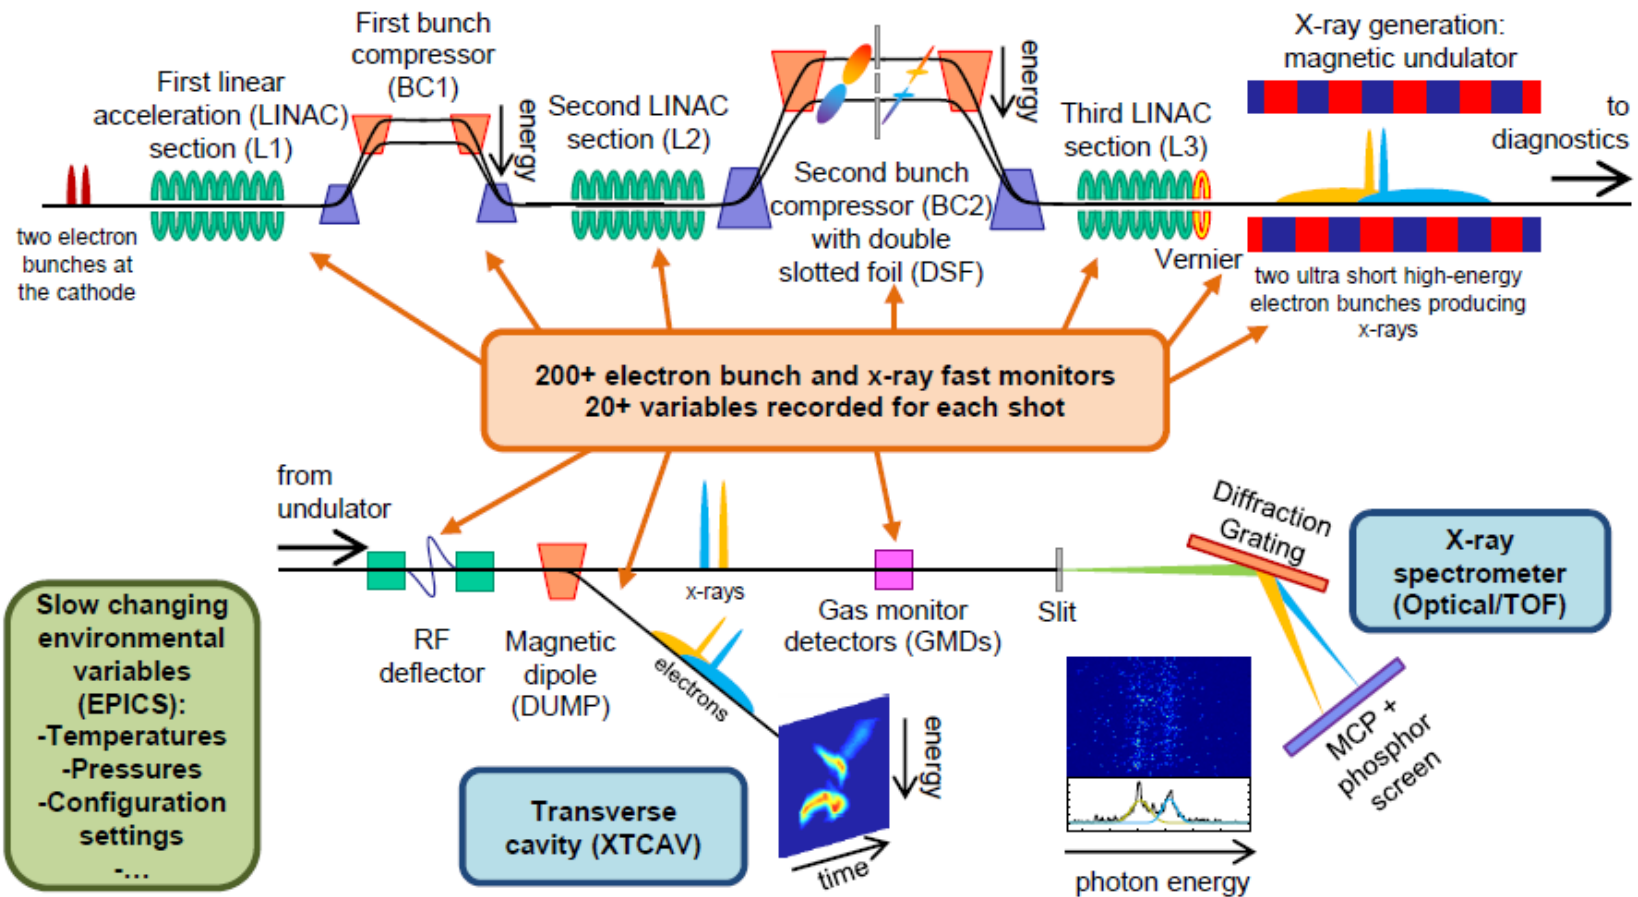 First bunch
compressor
(BC1)
First linear
acceleration (LINAC)
section (L1)
energy
Second LINAC
section (L2)
energy
Third LINAC
section (L3)
X-ray generation:
magnetic undulator
to
diagnostics
two electron
bunches at
the cathode
Second bunch
compressor (BC2)
with double
slotted foil (DSF)
Vernier
two ultra short high-energy
electron bunches producing
x-rays
200+ electron bunch and x-ray fast monitors
20+ variables recorded for each shot
from
undulator
RF
deflector
Magnetic
dipole
(DUMP)
x-rays
electrons
Gas monitor
detectors (GMDs)
Slit
Diffraction
Grating
X-ray
spectrometer
(Optical/TOF)
MCP +
phosphor
screen
Slow changing
environmental
variables
(EPICS):
-Temperatures
-Pressures
-Configuration
settings
-...
Transverse
cavity (XTCAV)
energy
time
photon energy